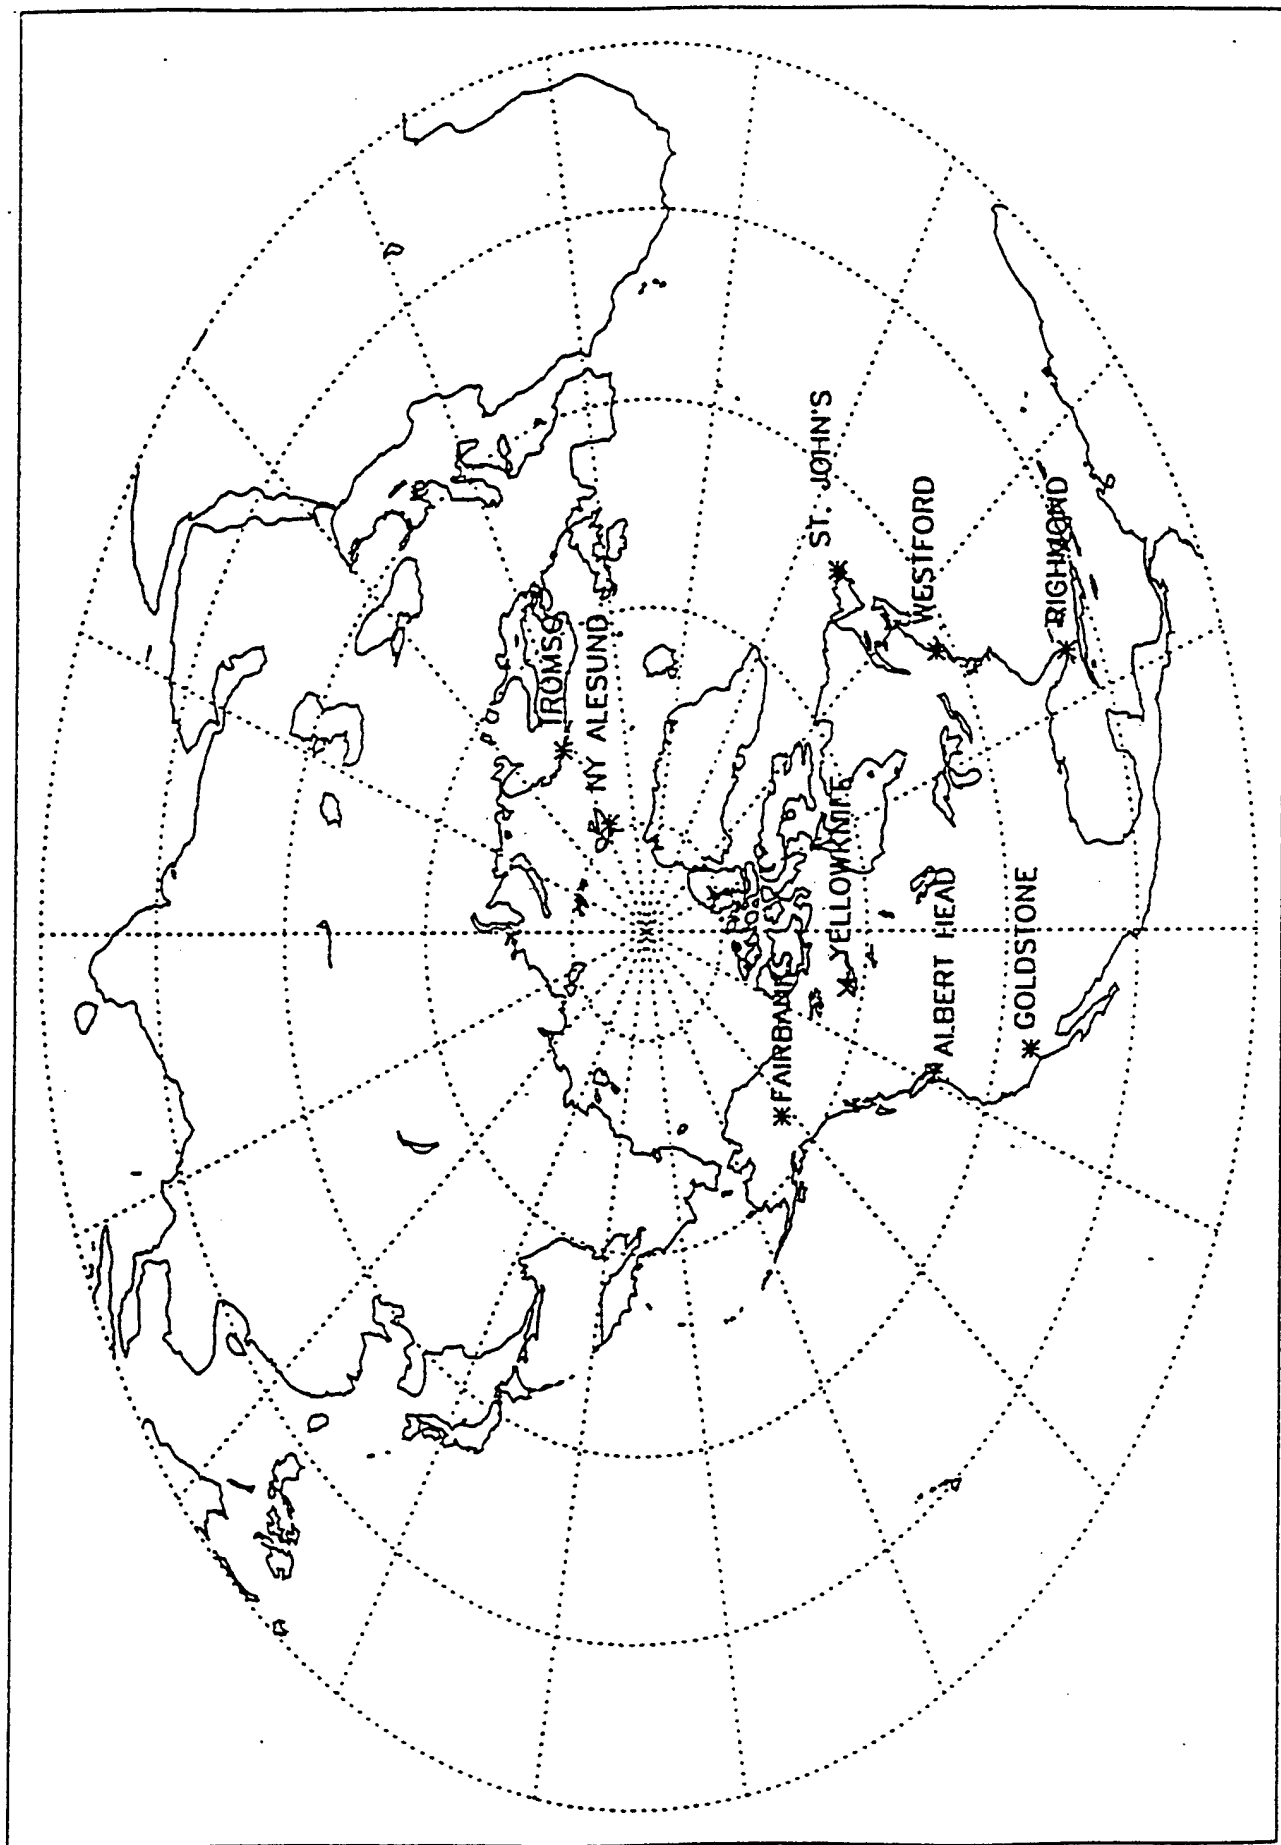 TROMSO
NY ALESUND
FAIRBANKS
YELLOWKNIFE
ST. JOHN'S
ALBERT HEAD
WESTFORD
GOLDSTONE
RICHMOND